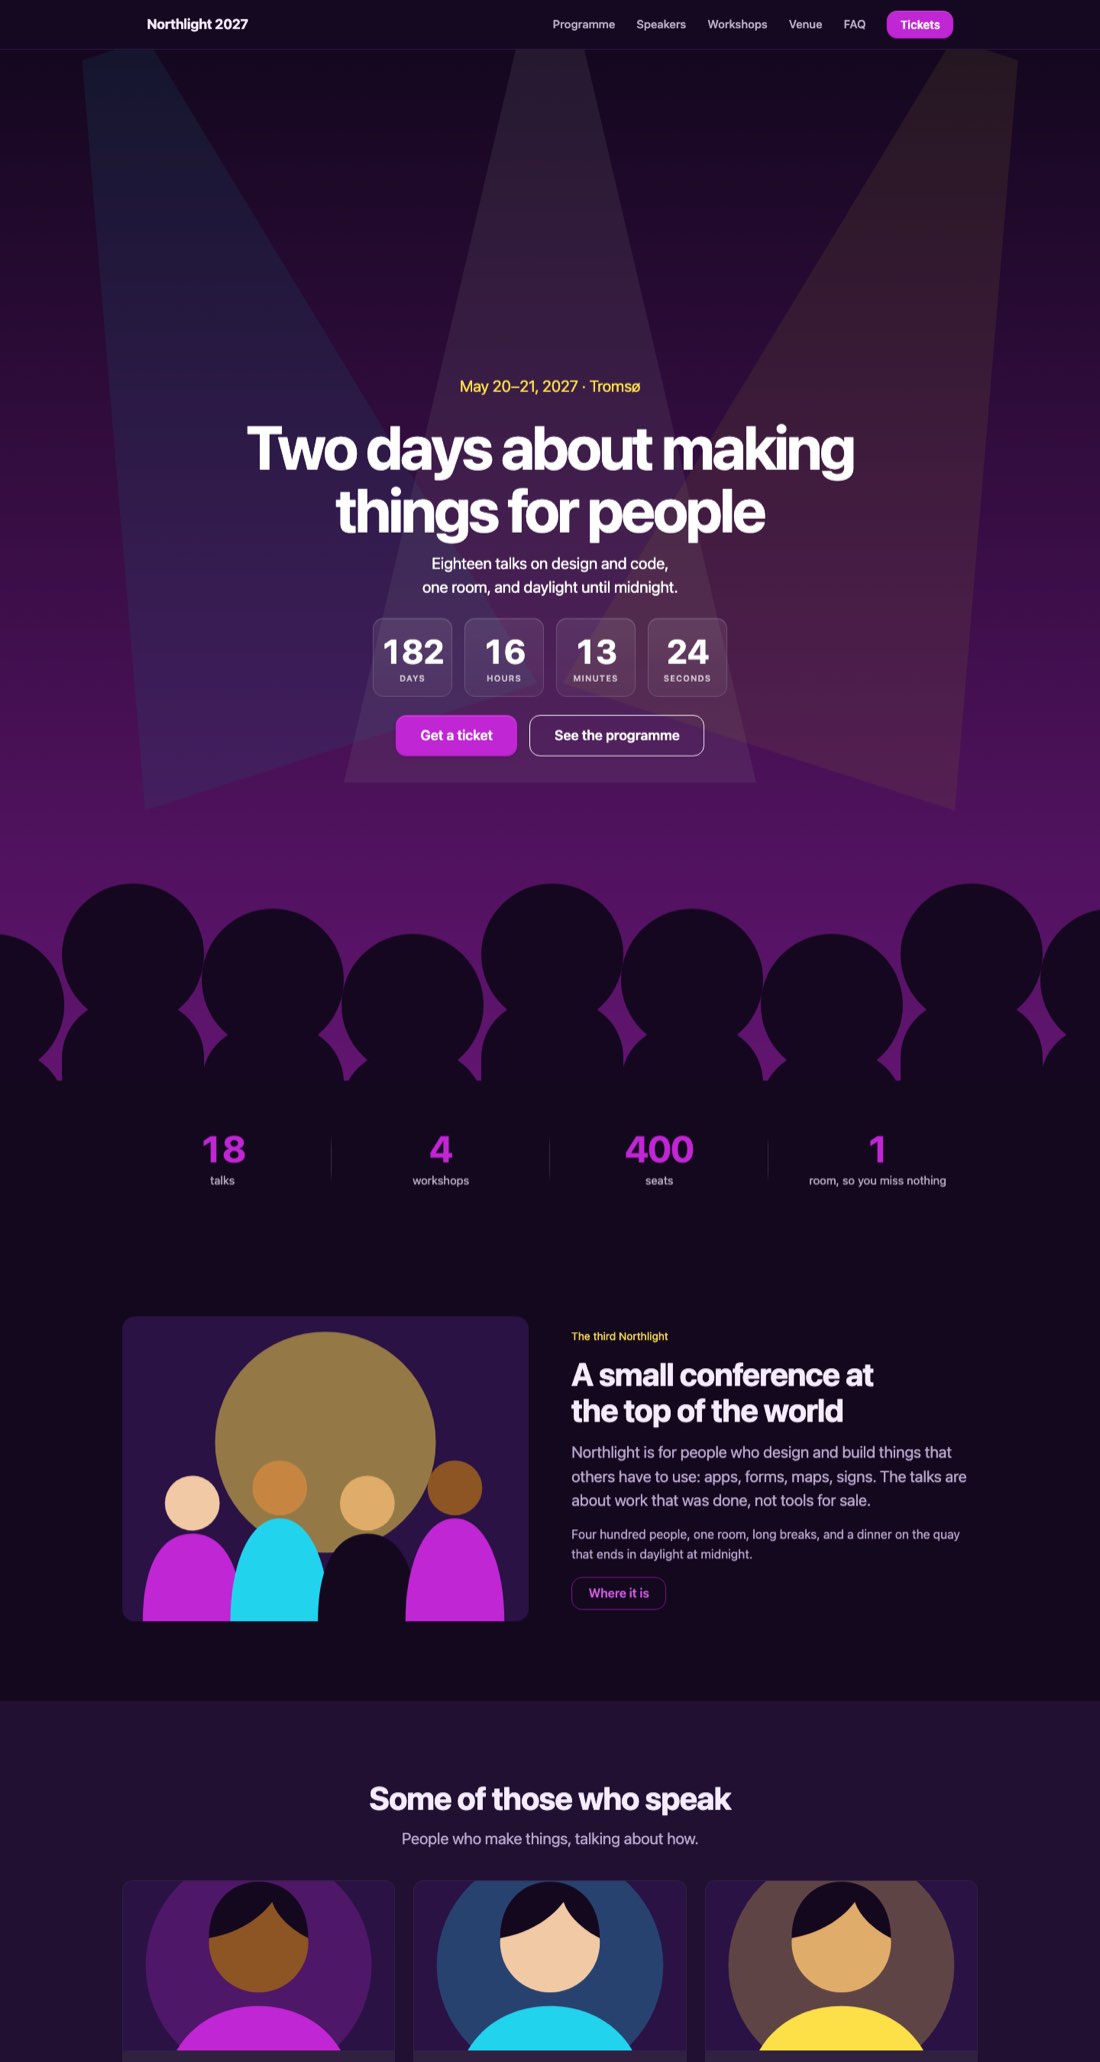 Northlight 2027
Programme
Speakers
Workshops
Venue
FAQ
Tickets
May 20–21, 2027 · Tromsø
Two days about making
things for people
Eighteen talks on design and code,
one room, and daylight until midnight.
182
DAYS
16
HOURS
13
MINUTES
24
SECONDS
Get a ticket
See the programme
18
talks
4
workshops
400
seats
1
room, so you miss nothing
The third Northlight
A small conference at
the top of the world
Northlight is for people who design and build things that
others have to use: apps, forms, maps, signs. The talks are
about work that was done, not tools for sale.
Four hundred people, one room, long breaks, and a dinner on the quay
that ends in daylight at midnight.
Where it is
Some of those who speak
People who make things, talking about how.